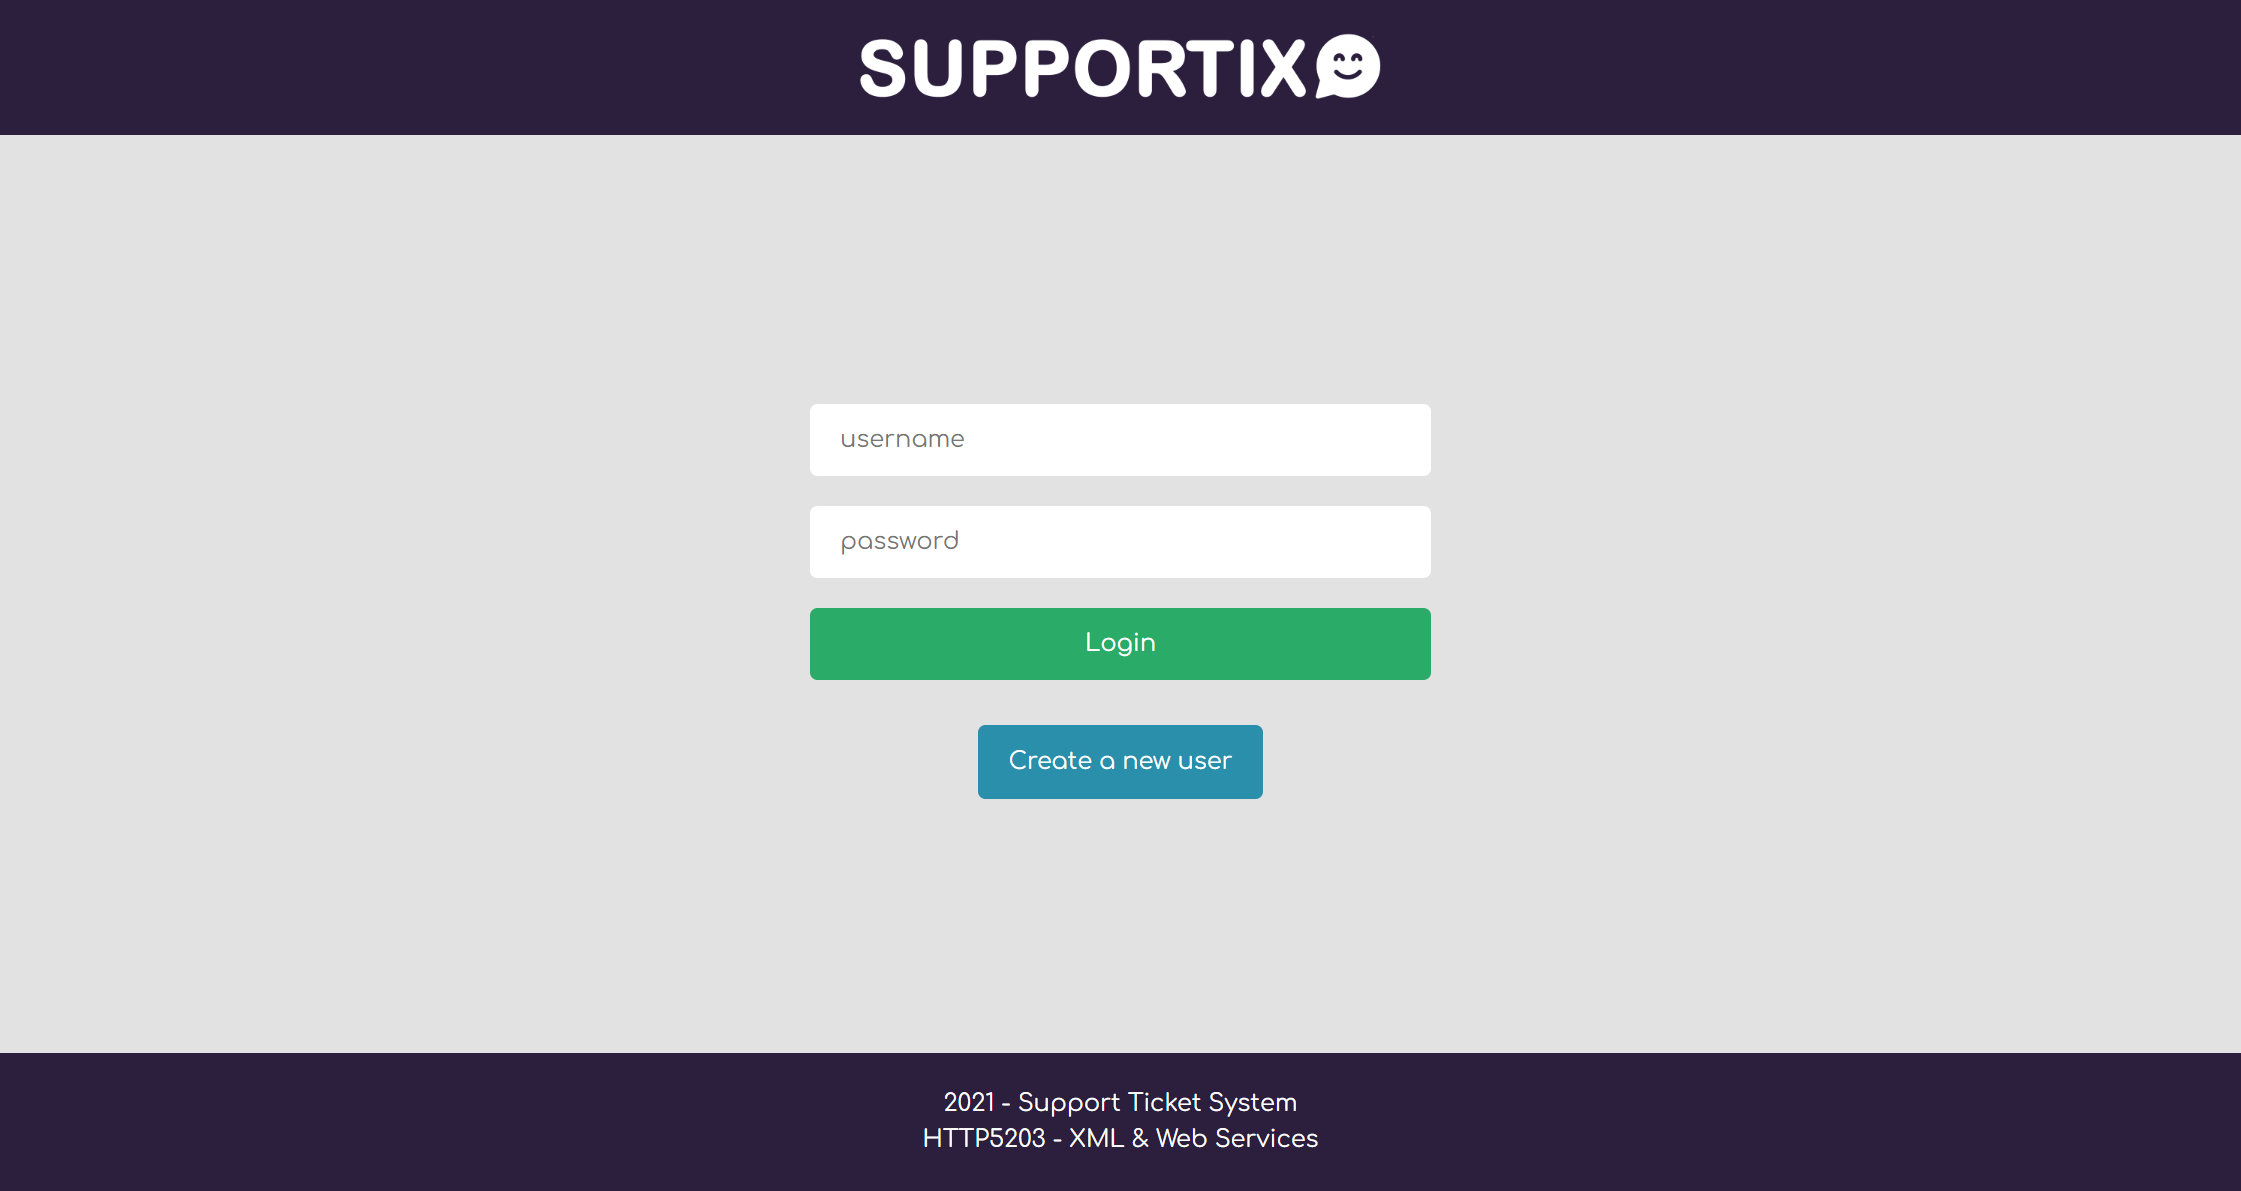 SUPPORTIX
username
password
Login
Create a new user
2021 - Support Ticket System
HTTP5203 - XML & Web Services